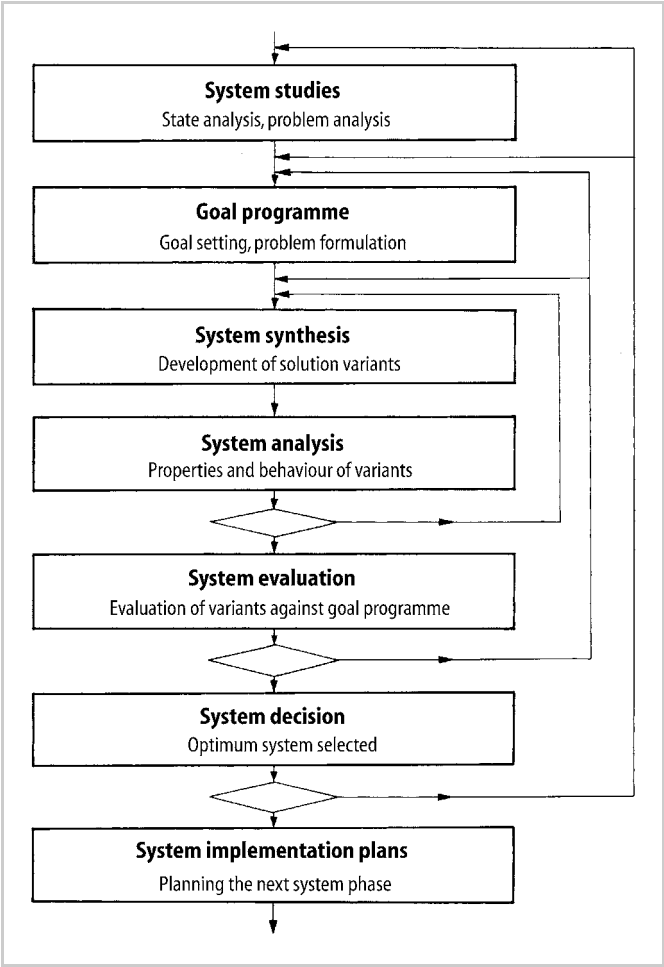 System studies
State analysis, problem analysis
Goal programme
Goal setting, problem formulation
System synthesis
Development of solution variants
System analysis
Properties and behaviour of variants
System evaluation
Evaluation of variants against goal programme
System decision
Optimum system selected
System implementation plans
Planning the next system phase